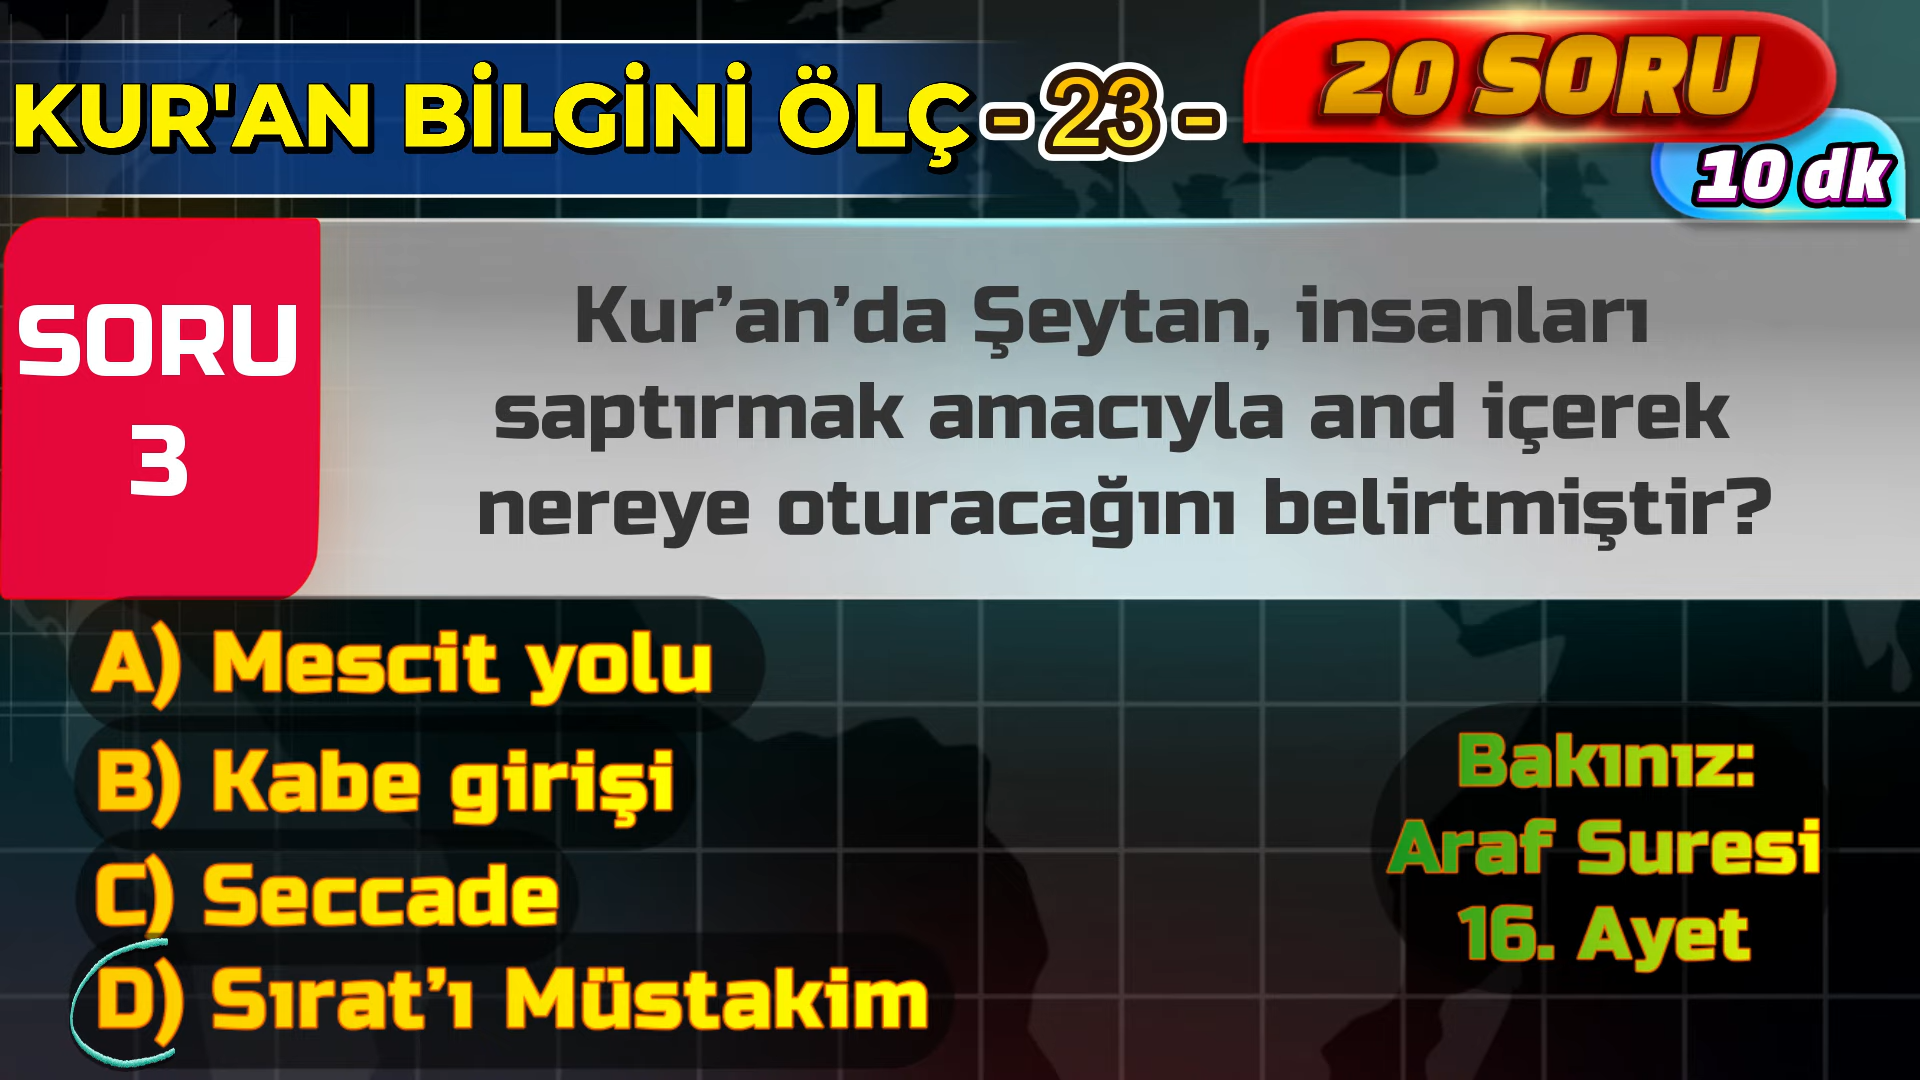 KUR'AN BİLGİNİ ÖLÇ - 23 -
20 SORU
10 dk
SORU
3
Kur’an’da Şeytan, insanları
saptırmak amacıyla and içerek
nereye oturacağını belirtmiştir?
A) Mescit yolu
B) Kabe girişi
C) Seccade
D) Sırat’ı Müstakim
Bakınız:
Araf Suresi
16. Ayet